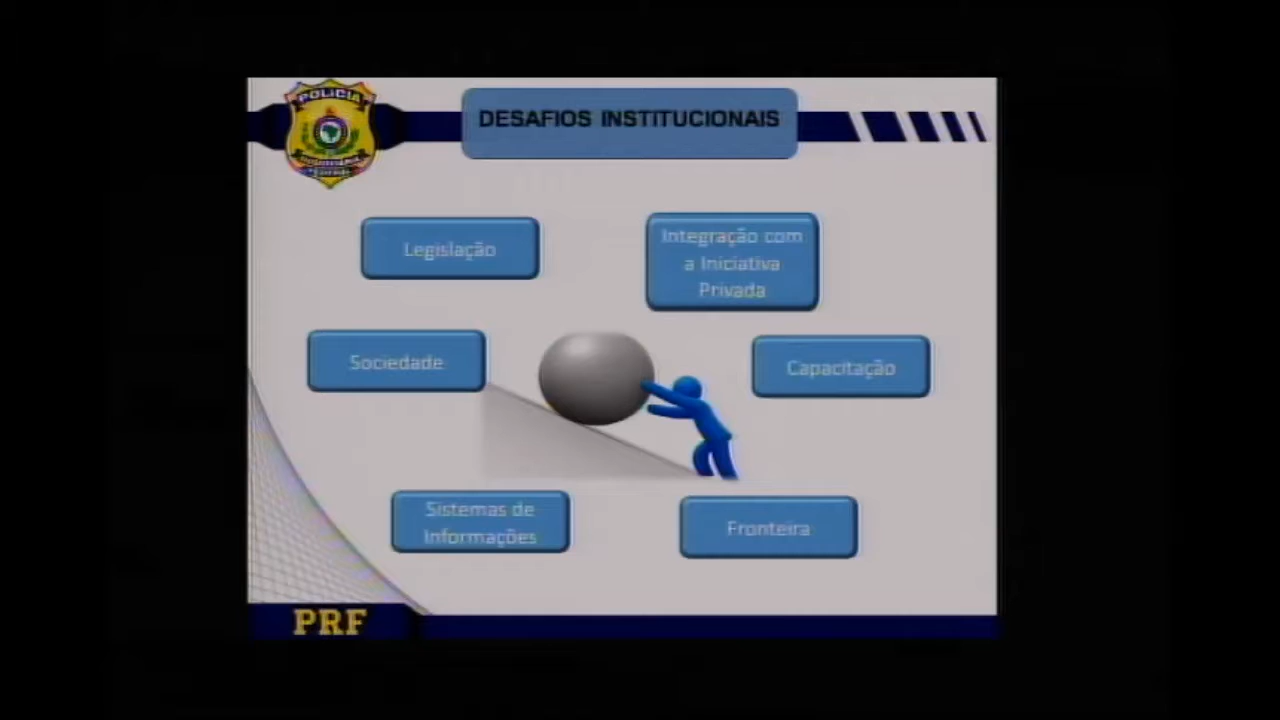 POLÍCIA
DESAFIOS INSTITUCIONAIS
Legislação
Integração com
a Iniciativa
Privada
Sociedade
Capacitação
Sistemas de
Informações
Fronteira
PRF